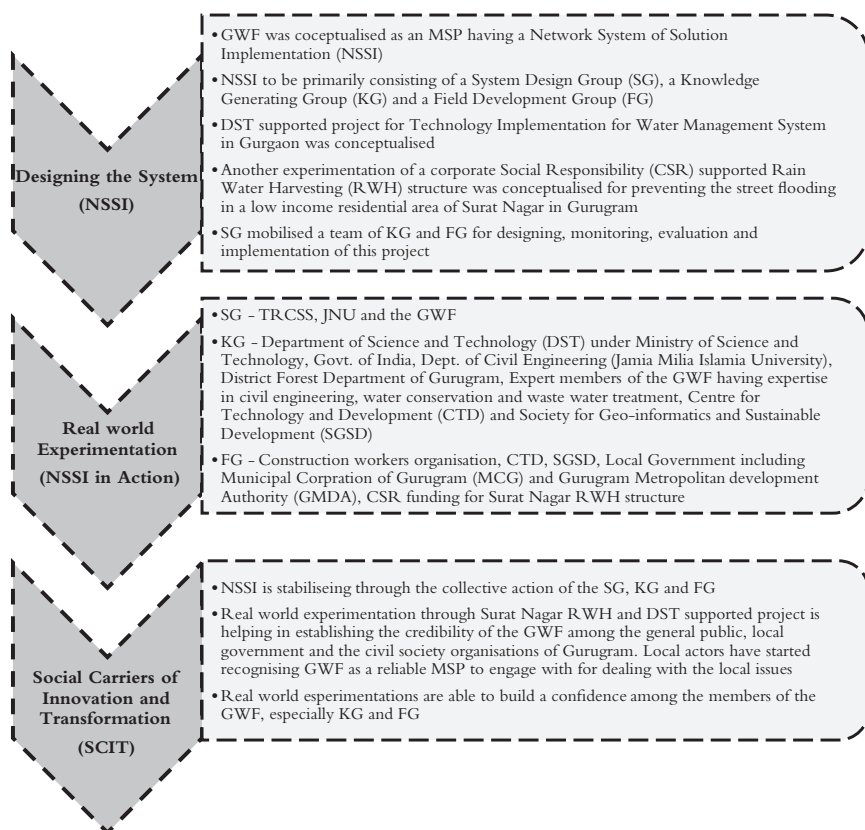 • GWF was coceptualised as an MSP having a Network System of Solution
Implementation (NSSI)
• NSSI to be primarily consisting of a System Design Group (SG), a Knowledge
Generating Group (KG) and a Field Development Group (FG)
• DST supported project for Technology Implementation for Water Management System
in Gurgaon was conceptualised
• Another experimentation of a corporate Social Responsibility (CSR) supported Rain
Water Harvesting (RWH) structure was conceptualised for preventing the street flooding
in a low income residential area of Surat Nagar in Gurugram
• SG mobilised a team of KG and FG for designing, monitoring, evaluation and
implementation of this project
Designing the System
(NSSI)
• SG - TRCSS, JNU and the GWF
• KG - Department of Science and Technology (DST) under Ministry of Science and
Technology, Govt. of India, Dept. of Civil Engineering (Jamia Milia Islamia University),
District Forest Department of Gurugram, Expert members of the GWF having expertise
in civil engineering, water conservation and waste water treatment, Centre for
Technology and Development (CTD) and Society for Geo-informatics and Sustainable
Development (SGSD)
• FG - Construction workers organisation, CTD, SGSD, Local Government including
Municipal Corpration of Gurugram (MCG) and Gurugram Metropolitan development
Authority (GMDA), CSR funding for Surat Nagar RWH structure
Real world
Experimentation
(NSSI in Action)
• NSSI is stabiliseing through the collective action of the SG, KG and FG
• Real world experimentation through Surat Nagar RWH and DST supported project is
helping in establishing the credibility of the GWF among the general public, local
government and the civil society organisations of Gurugram. Local actors have started
recognising GWF as a reliable MSP to engage with for dealing with the local issues
• Real world esperimentations are able to build a confidence among the members of the
GWF, especially KG and FG
Social Carriers of
Innovation and
Transformation
(SCIT)